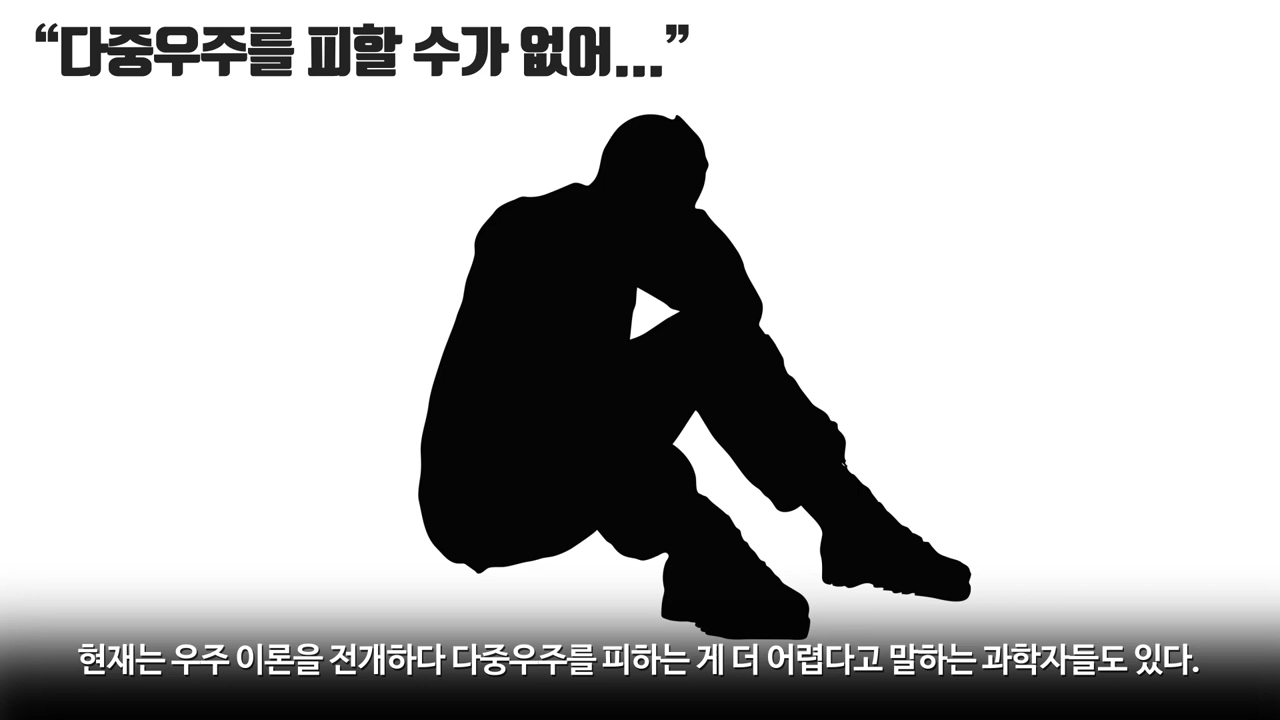 “다중우주를 피할 수가 없어...”
현재는 우주 이론을 전개하다 다중우주를 피하는 게 더 어렵다고 말하는 과학자들도 있다.